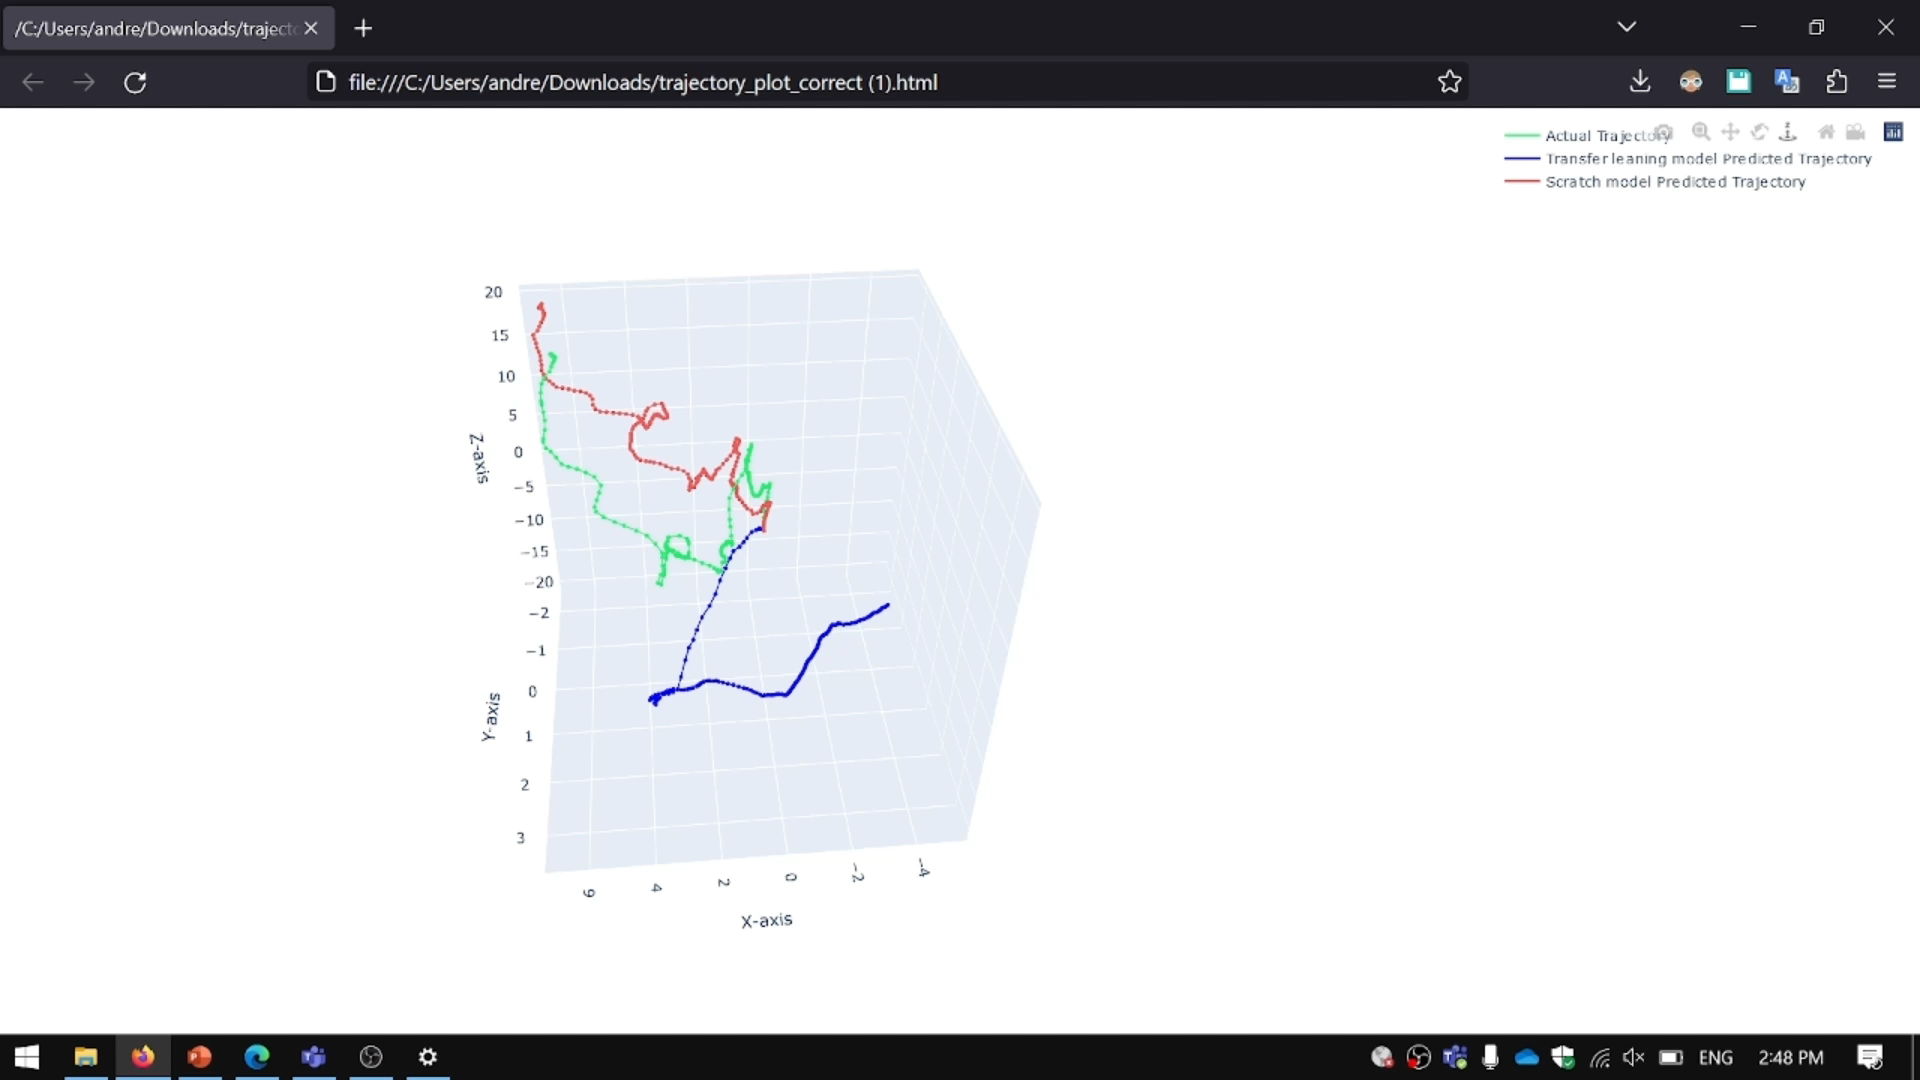 /C:/Users/andre/Downloads/traject
file:///C:/Users/andre/Downloads/trajectory_plot_correct (1).html
Actual Trajectory
Transfer leaning model Predicted Trajectory
Scratch model Predicted Trajectory
20
15
10
5
0
−5
−10
−15
−20
Z-axis
−2
−1
0
1
2
3
Y-axis
6
4
2
0
−2
−4
X-axis
ENG
2:48 PM